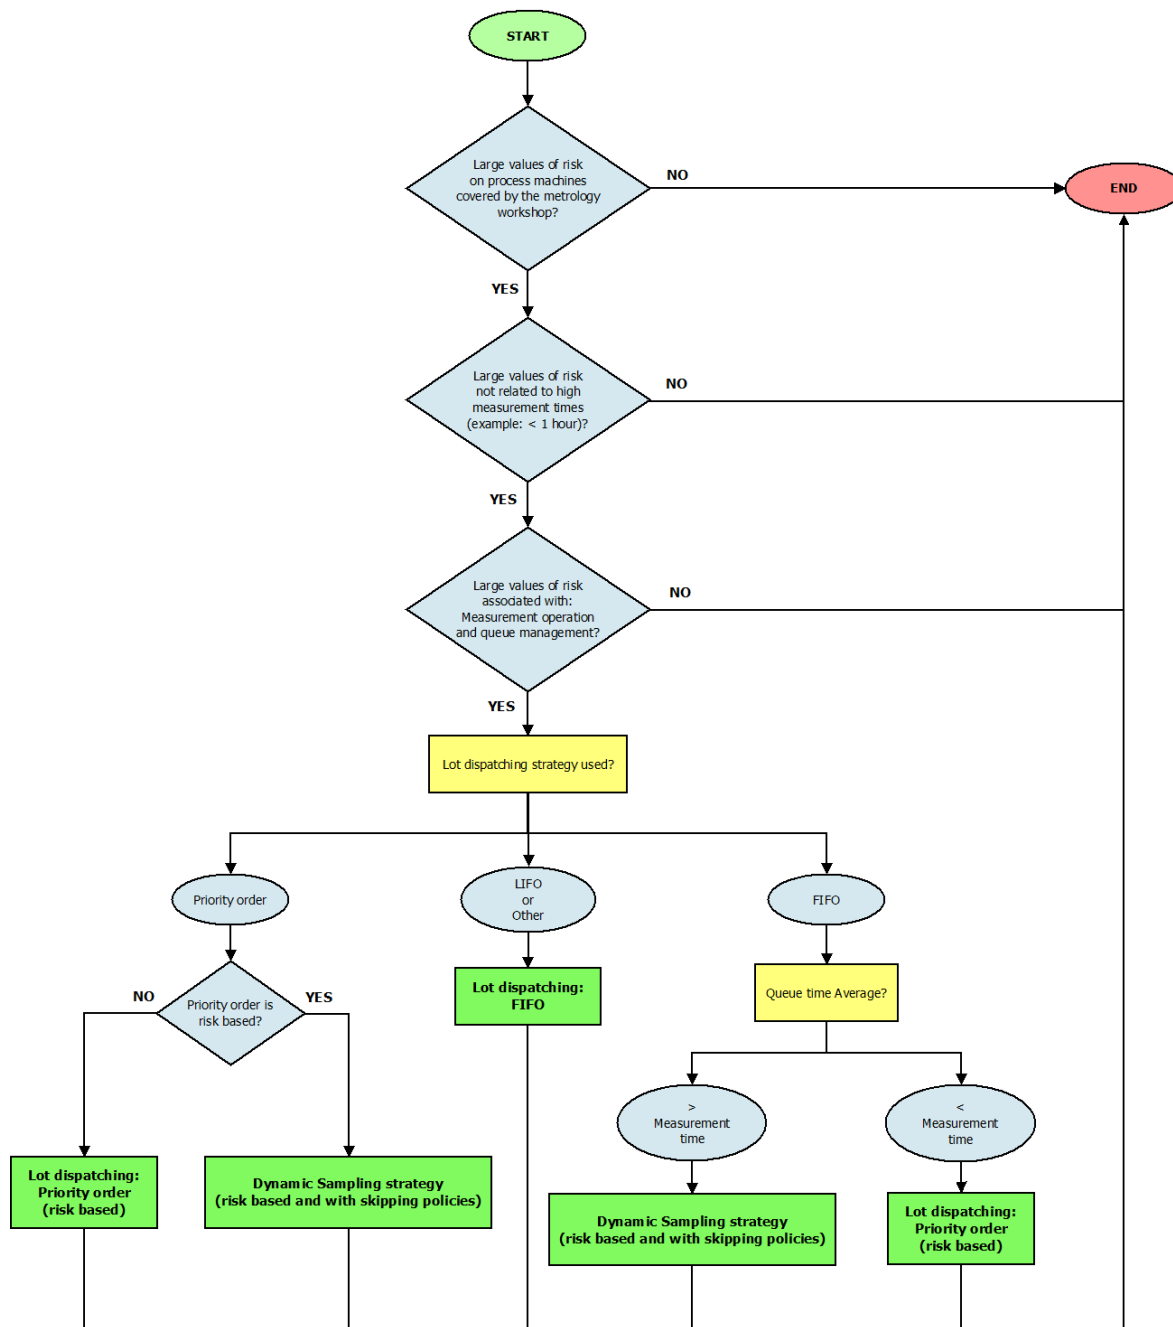 START
Large values of risk
on process machines
covered by the metrology
workshop?
NO
END
YES
Large values of risk
not related to high
measurement times
(example: < 1 hour)?
NO
YES
Large values of risk
associated with:
Measurement operation
and queue management?
NO
YES
Lot dispatching strategy used?
Priority order
LIFO
or
Other
FIFO
Lot dispatching:
FIFO
Queue time Average?
NO
Priority order is
risk based?
YES
>
Measurement
time
<
Measurement
time
Lot dispatching:
Priority order
(risk based)
Dynamic Sampling strategy
(risk based and with skipping policies)
Dynamic Sampling strategy
(risk based and with skipping policies)
Lot dispatching:
Priority order
(risk based)